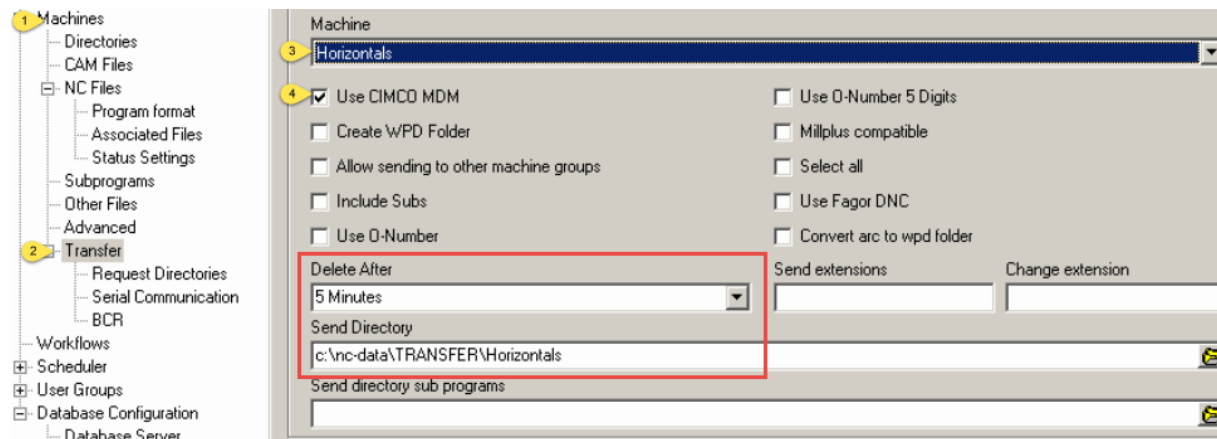 1 Machines
Directories
CAM Files
NC Files
Program format
Associated Files
Status Settings
Subprograms
Other Files
Advanced
2 Transfer
Request Directories
Serial Communication
BCR
Workflows
Scheduler
User Groups
Database Configuration
Database Server
Machine
3 Horizontals
4 Use CIMCO MDM
Use O-Number 5 Digits
Create WPD Folder
Millplus compatible
Allow sending to other machine groups
Select all
Include Subs
Use Fagor DNC
Use O-Number
Convert arc to wpd folder
Delete After
Send extensions
Change extension
5 Minutes
Send Directory
c:\nc-data\TRANSFER\Horizontals
Send directory sub programs